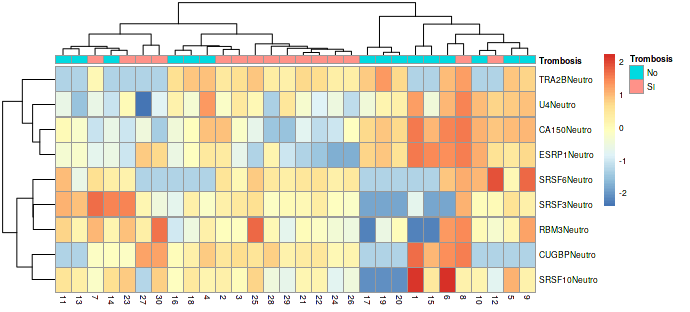 Trombosis
TRA2BNeutro
U4Neutro
CA150Neutro
ESRP1Neutro
SRSF6Neutro
SRSF3Neutro
RBM3Neutro
CUGBPNeutro
SRSF10Neutro
2
1
0
-1
-2
Trombosis
No
SI
11 13 7 14 23 27 30 16 18 4 2 3 25 28 29 21 22 24 26 17 19 20 1 15 6 8 10 12 5 9